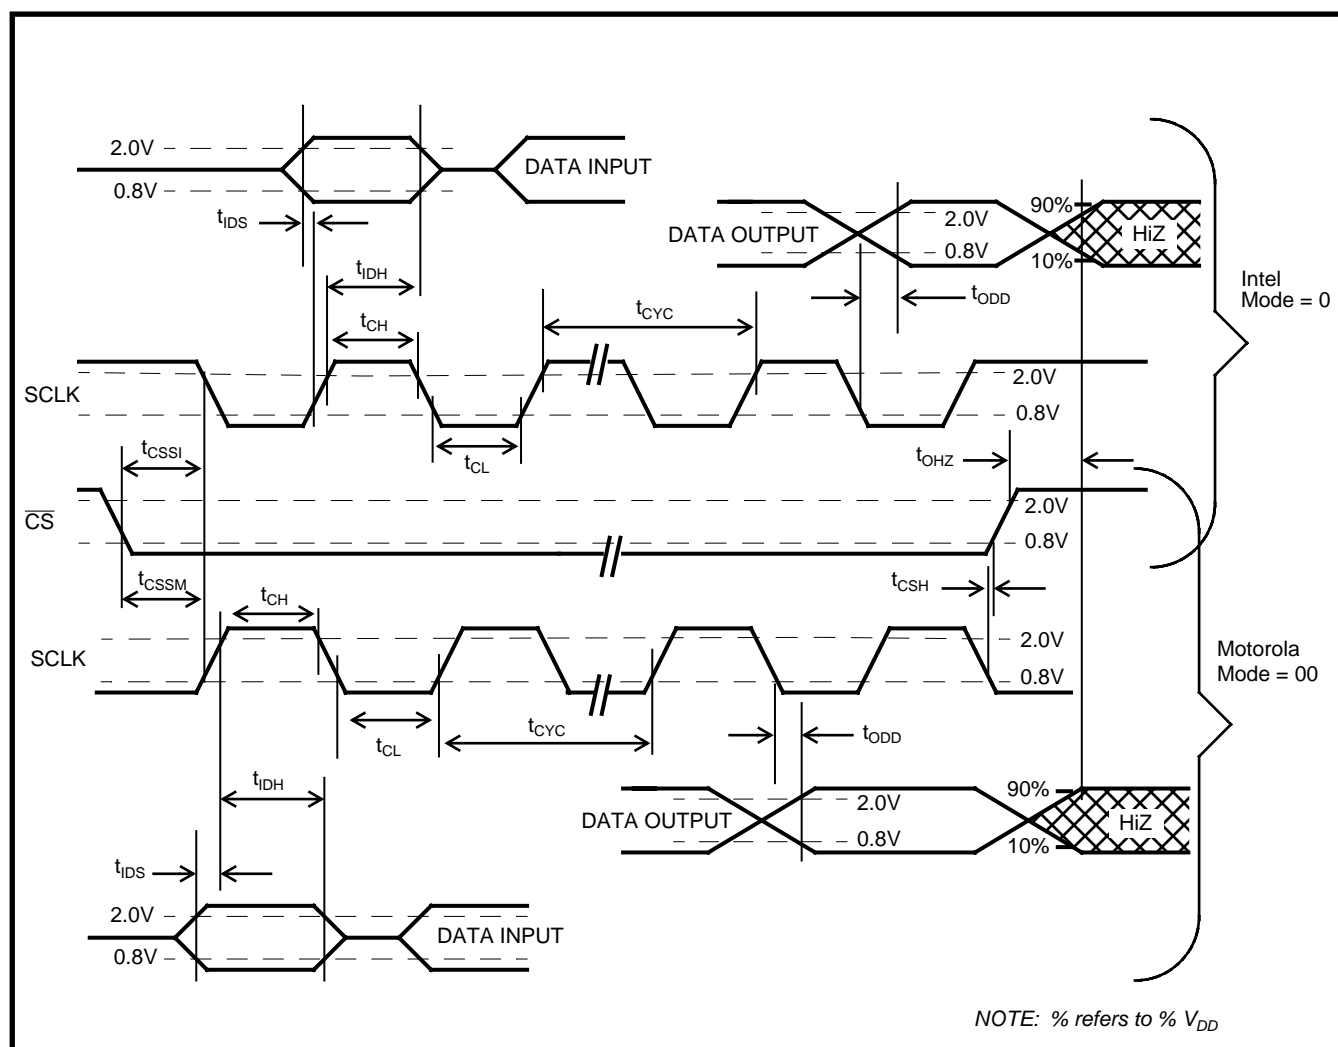 2.0V
DATA INPUT
0.8V
tIDS
90%
2.0V
DATA OUTPUT
HiZ
0.8V
10%
tIDH
Intel
Mode = 0
tODD
tCYC
tCH
2.0V
SCLK
0.8V
tCSSI
tCL
tOHZ
CS
2.0V
0.8V
tCSSM
tCH
tCSH
2.0V
SCLK
Motorola
Mode = 00
0.8V
tCL
tCYC
tODD
tIDH
90%
2.0V
DATA OUTPUT
HiZ
0.8V
10%
tIDS
2.0V
DATA INPUT
0.8V
NOTE: % refers to % VDD